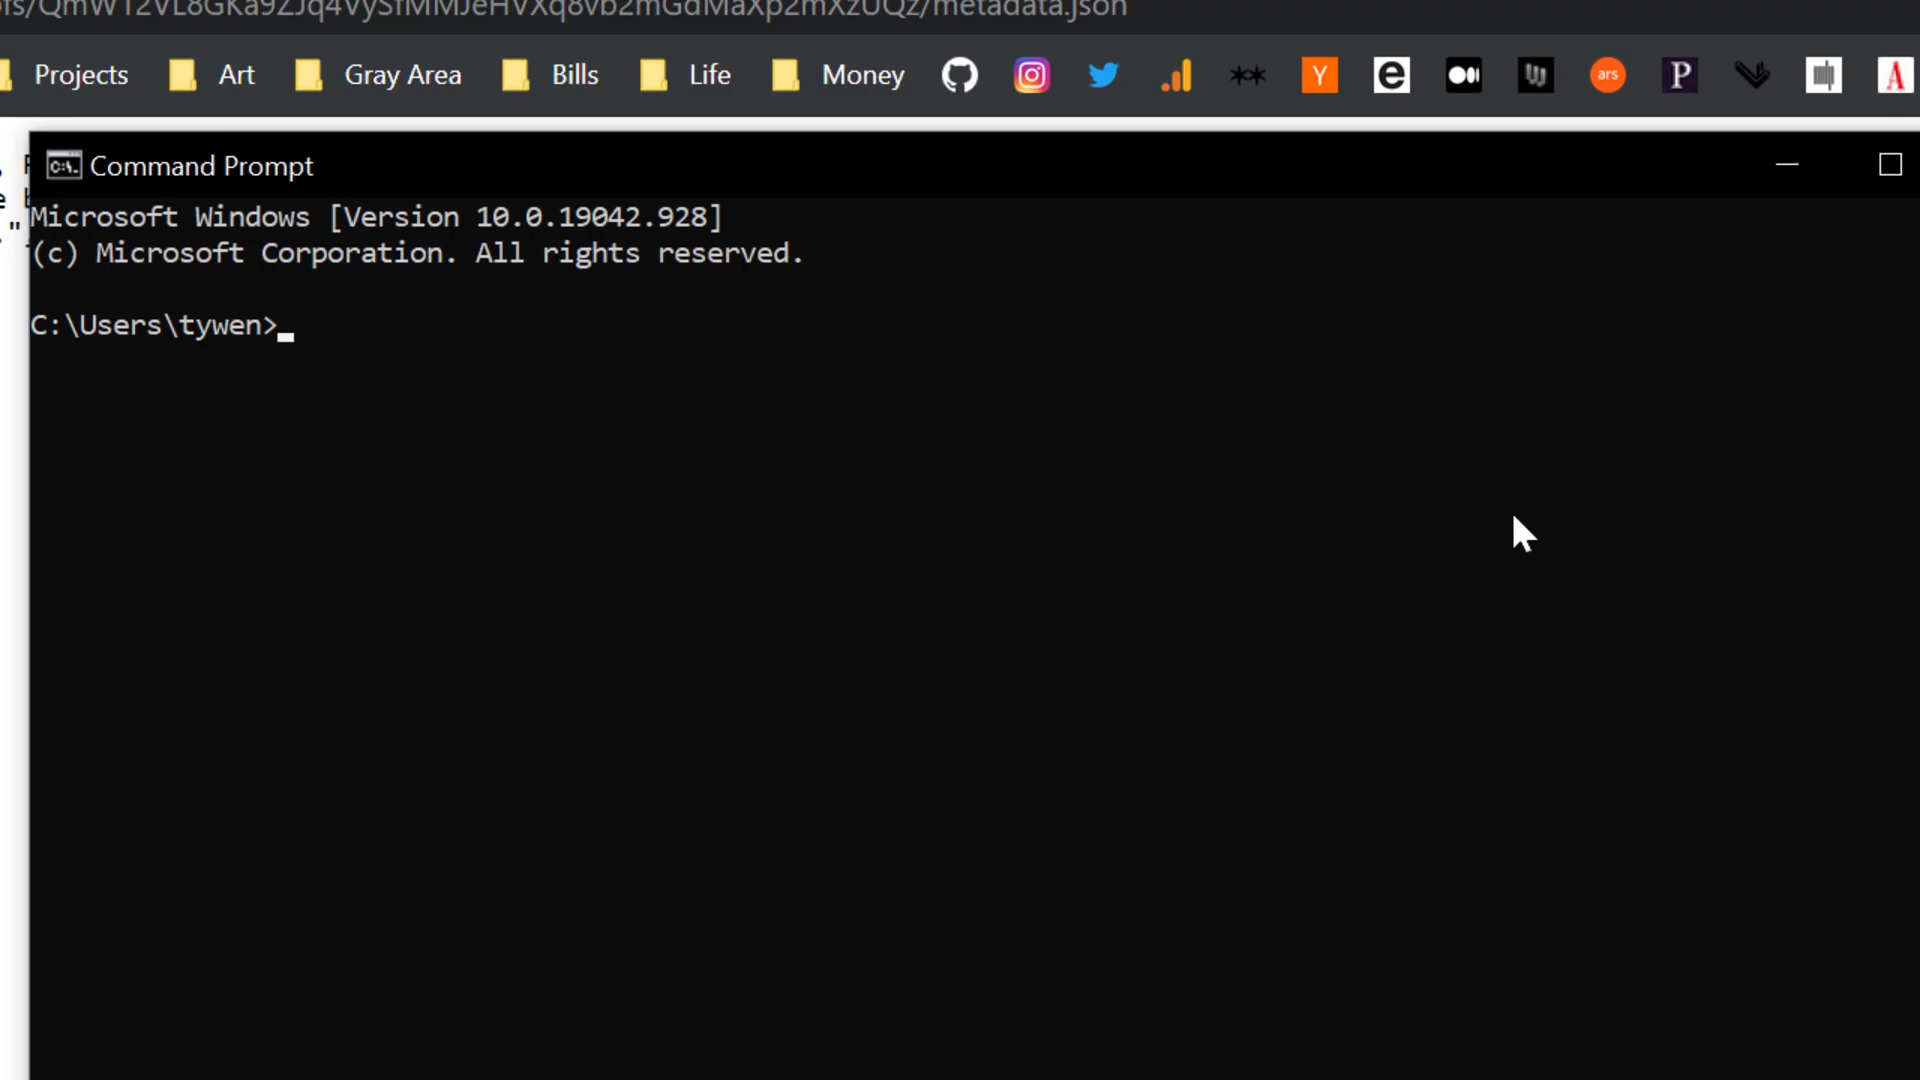 Projects Art Gray Area Bills Life Money Y e ars P A
C:\. Command Prompt
Microsoft Windows [Version 10.0.19042.928]
(c) Microsoft Corporation. All rights reserved.
C:\Users\tywen>